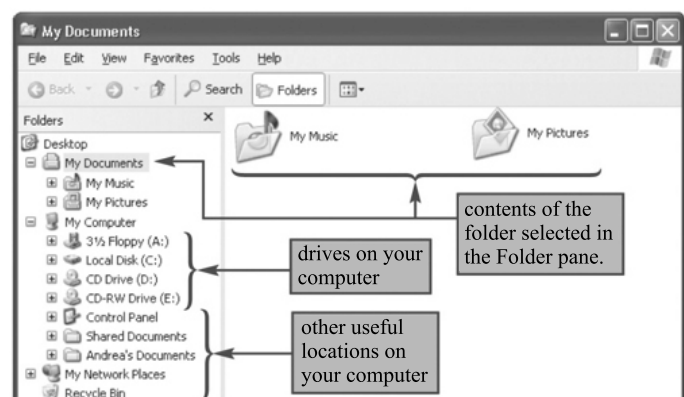 My Documents
File Edit View Favorites Tools Help
Back Search Folders
Folders x
Desktop
My Documents
My Music
My Pictures
My Computer
3½ Floppy (A:)
Local Disk (C:)
CD Drive (D:)
CD-RW Drive (E:)
Control Panel
Shared Documents
Andrea's Documents
My Network Places
Recycle Bin
My Music
My Pictures
contents of the
folder selected in
the Folder pane.
drives on your
computer
other useful
locations on
your computer